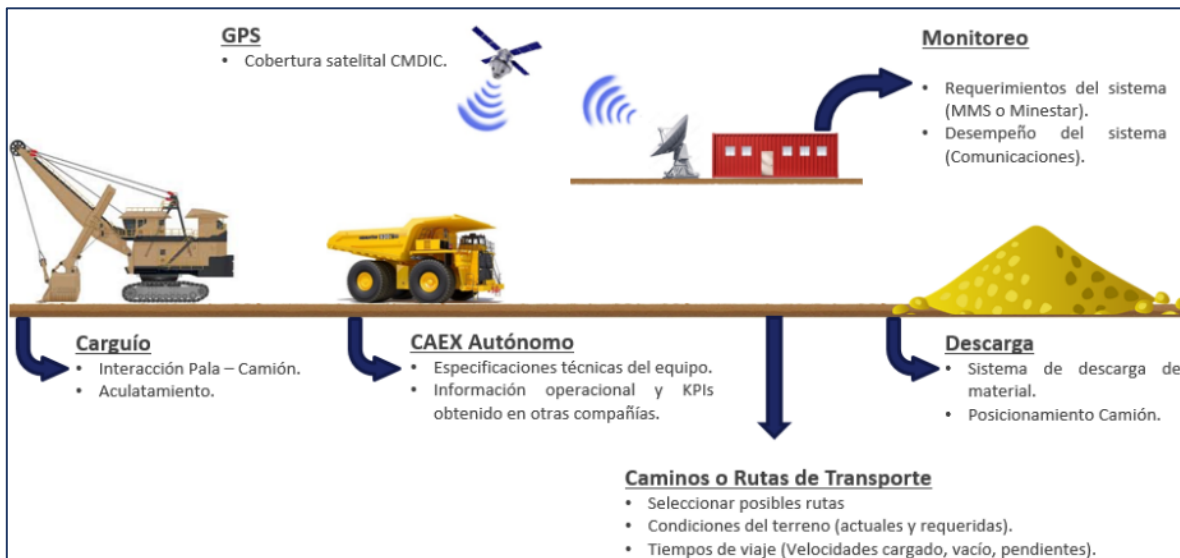 GPS
• Cobertura satelital CMDIC.
Monitoreo
• Requerimientos del sistema
(MMS o Minestar).
• Desempeño del sistema
(Comunicaciones).
Carguío
• Interacción Pala – Camión.
• Aculatamiento.
CAEX Autónomo
• Especificaciones técnicas del equipo.
• Información operacional y KPIs
obtenido en otras compañías.
Descarga
• Sistema de descarga de
material.
• Posicionamiento Camión.
Caminos o Rutas de Transporte
• Seleccionar posibles rutas
• Condiciones del terreno (actuales y requeridas).
• Tiempos de viaje (Velocidades cargado, vacío, pendientes).